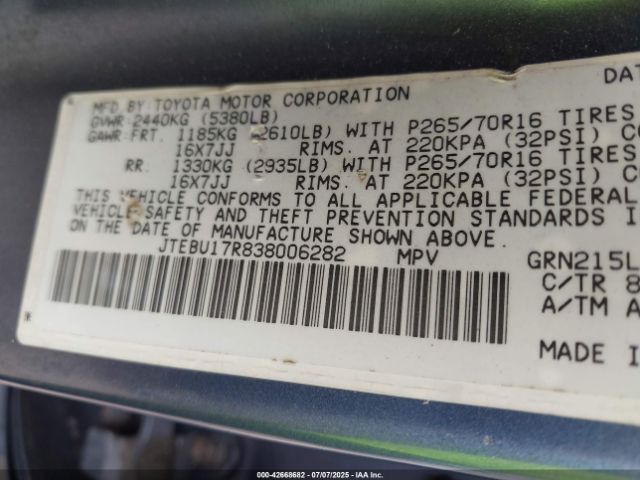 DAT
MFD BY:TOYOTA MOTOR CORPORATION
GVWR:2440KG (5380LB)
GAWR:FRT. 1185KG (2610LB) WITH P265/70R16 TIRES
16X7JJ RIMS. AT 220KPA (32PSI) CO
RR. 1330KG (2935LB) WITH P265/70R16 TIRES
16X7JJ RIMS. AT 220KPA (32PSI) C
THIS VEHICLE CONFORMS TO ALL APPLICABLE FEDERAL
VEHICLE SAFETY AND THEFT PREVENTION STANDARDS I
ON THE DATE OF MANUFACTURE SHOWN ABOVE.
JTEBU17R838006282 MPV GRN215L
C/TR 8
A/TM A
MADE I
000-42668682 - 07/07/2025 - IAA Inc.